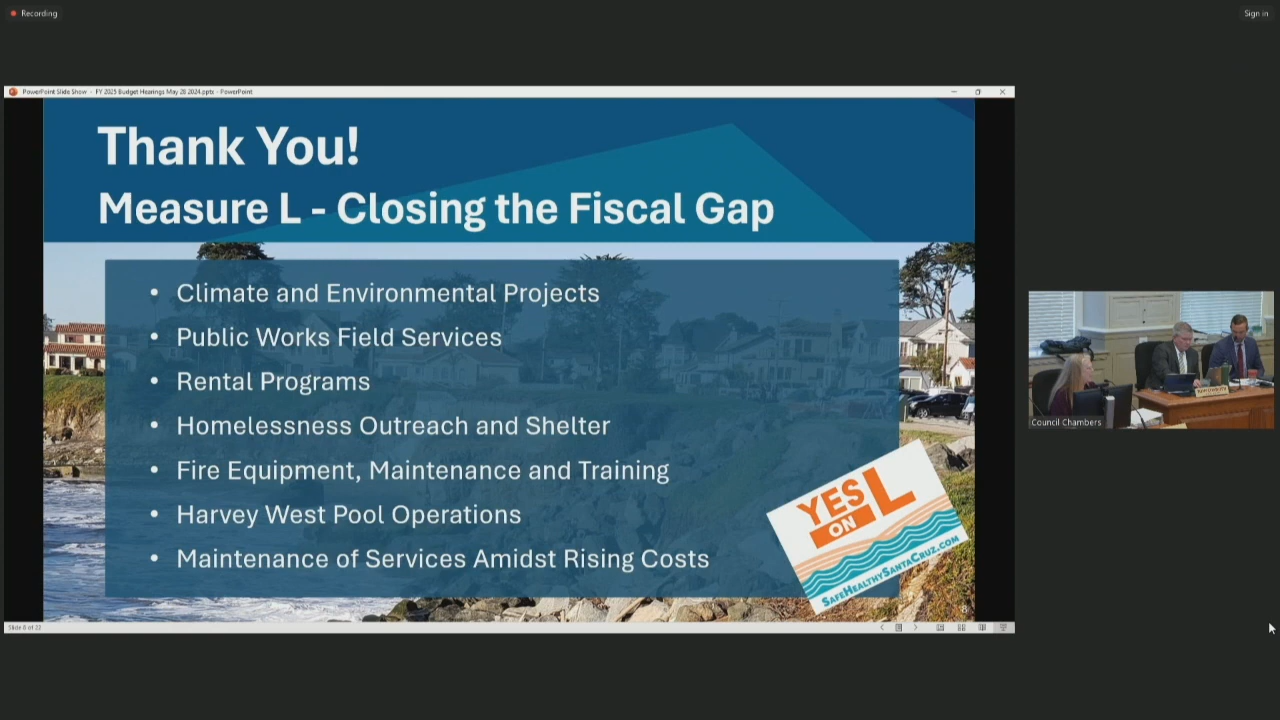 Recording
Sign in
PowerPoint Slide Show - FY 2025 Budget Hearings May 28 2024.pptx - PowerPoint
Thank You!
Measure L - Closing the Fiscal Gap
• Climate and Environmental Projects
• Public Works Field Services
• Rental Programs
• Homelessness Outreach and Shelter
• Fire Equipment, Maintenance and Training
• Harvey West Pool Operations
• Maintenance of Services Amidst Rising Costs
YES
ON
L
SAFEHEALTHYSANTACRUZ.COM
8
Slide 8 of 22
Council Chambers